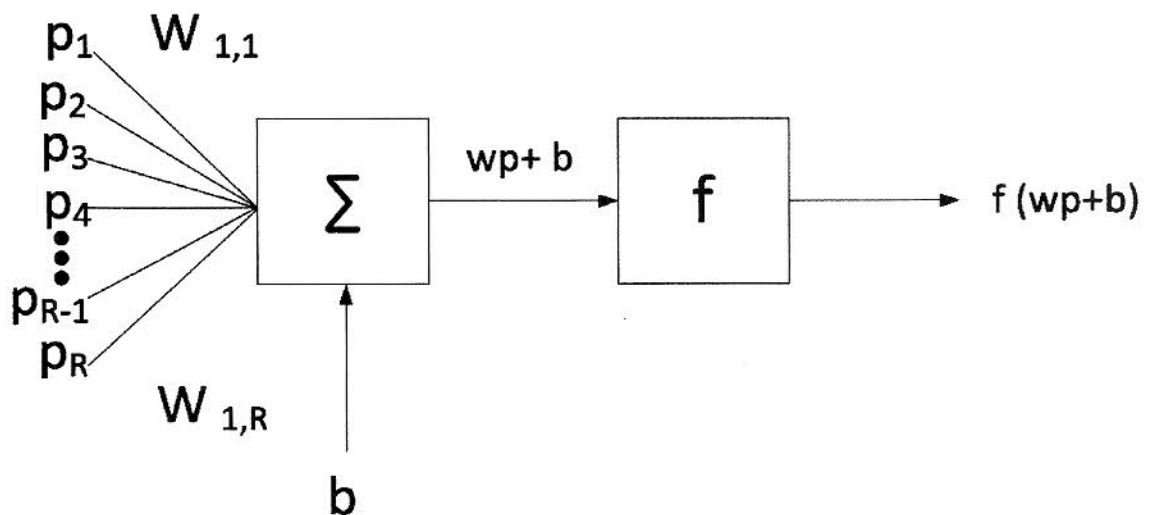 p1 W 1,1
p2
p3
p4
pR-1
pR
W 1,R
Σ
wp+ b
f
f (wp+b)
b